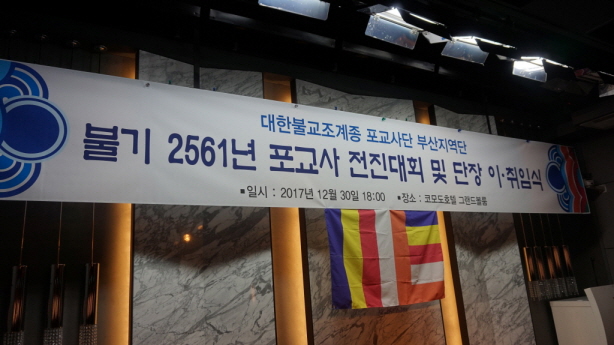 대한불교조계종 포교사단 부산지역단
불기 2561년 포교사 전진대회 및 단장 이·취임식
■일시 : 2017년 12월 30일 18:00 ■장소 : 코모도호텔 그랜드볼룸